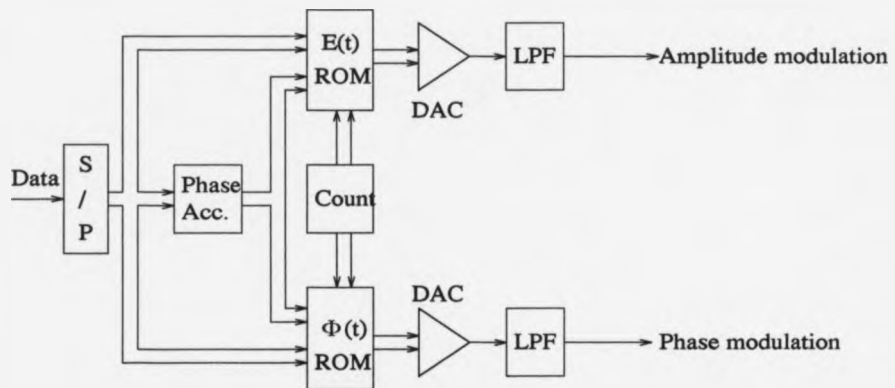 E(t)
ROM
DAC
LPF
Amplitude modulation
Data
S
/
P
Phase
Acc.
Count
Φ(t)
ROM
DAC
LPF
Phase modulation